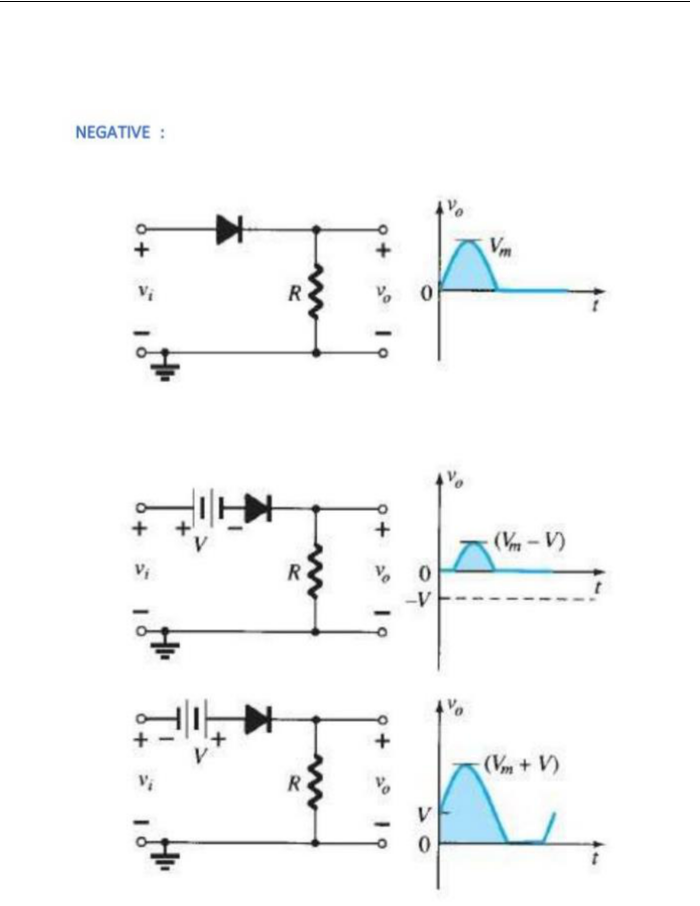 NEGATIVE :
+
vi
−
R
+
vo
−
vo
Vm
0
t
+
vi
−
+ V −
R
+
vo
−
vo
(Vm − V)
0
−V
t
+
vi
−
− V +
R
+
vo
−
vo
(Vm + V)
V
0
t